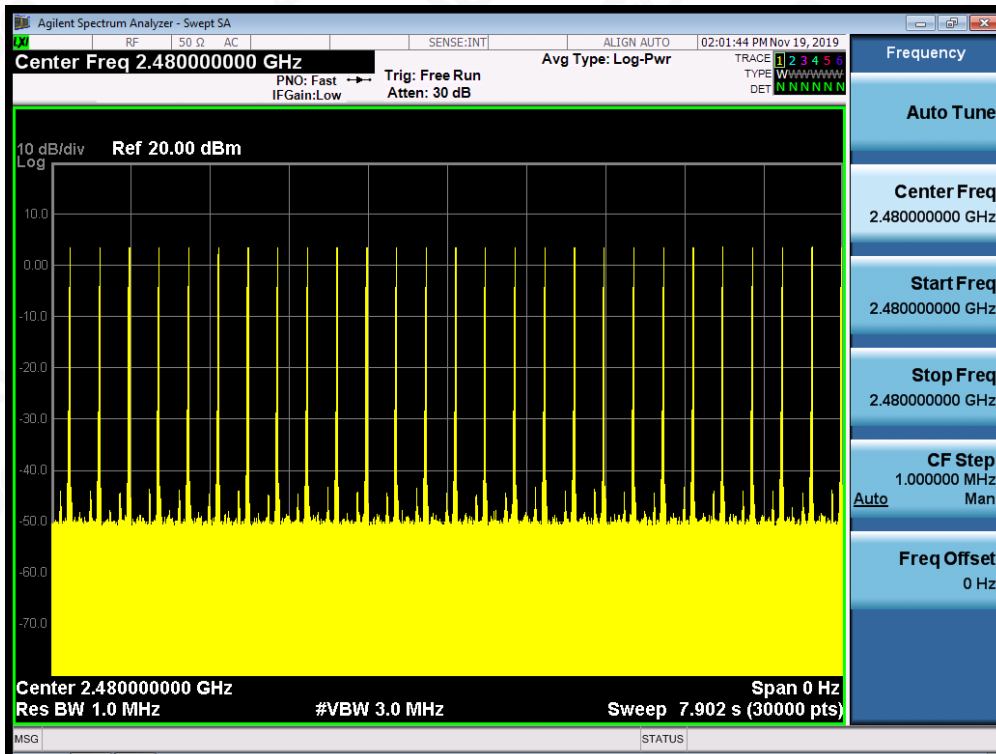 Agilent Spectrum Analyzer - Swept SA
LXI RF 50 Ω AC SENSE:INT ALIGN AUTO 02:01:44 PM Nov 19, 2019
Center Freq 2.480000000 GHz
PNO: Fast
IFGain:Low
Trig: Free Run
Atten: 30 dB
Avg Type: Log-Pwr
TRACE 1 2 3 4 5 6
TYPE WWWWWW
DET N N N N N N
10 dB/div Ref 20.00 dBm
Log
10.0
0.00
-10.0
-20.0
-30.0
-40.0
-50.0
-60.0
-70.0
Center 2.480000000 GHz Span 0 Hz
Res BW 1.0 MHz #VBW 3.0 MHz Sweep 7.902 s (30000 pts)
MSG STATUS
Frequency
Auto Tune
Center Freq
2.480000000 GHz
Start Freq
2.480000000 GHz
Stop Freq
2.480000000 GHz
CF Step
1.000000 MHz
Auto Man
Freq Offset
0 Hz